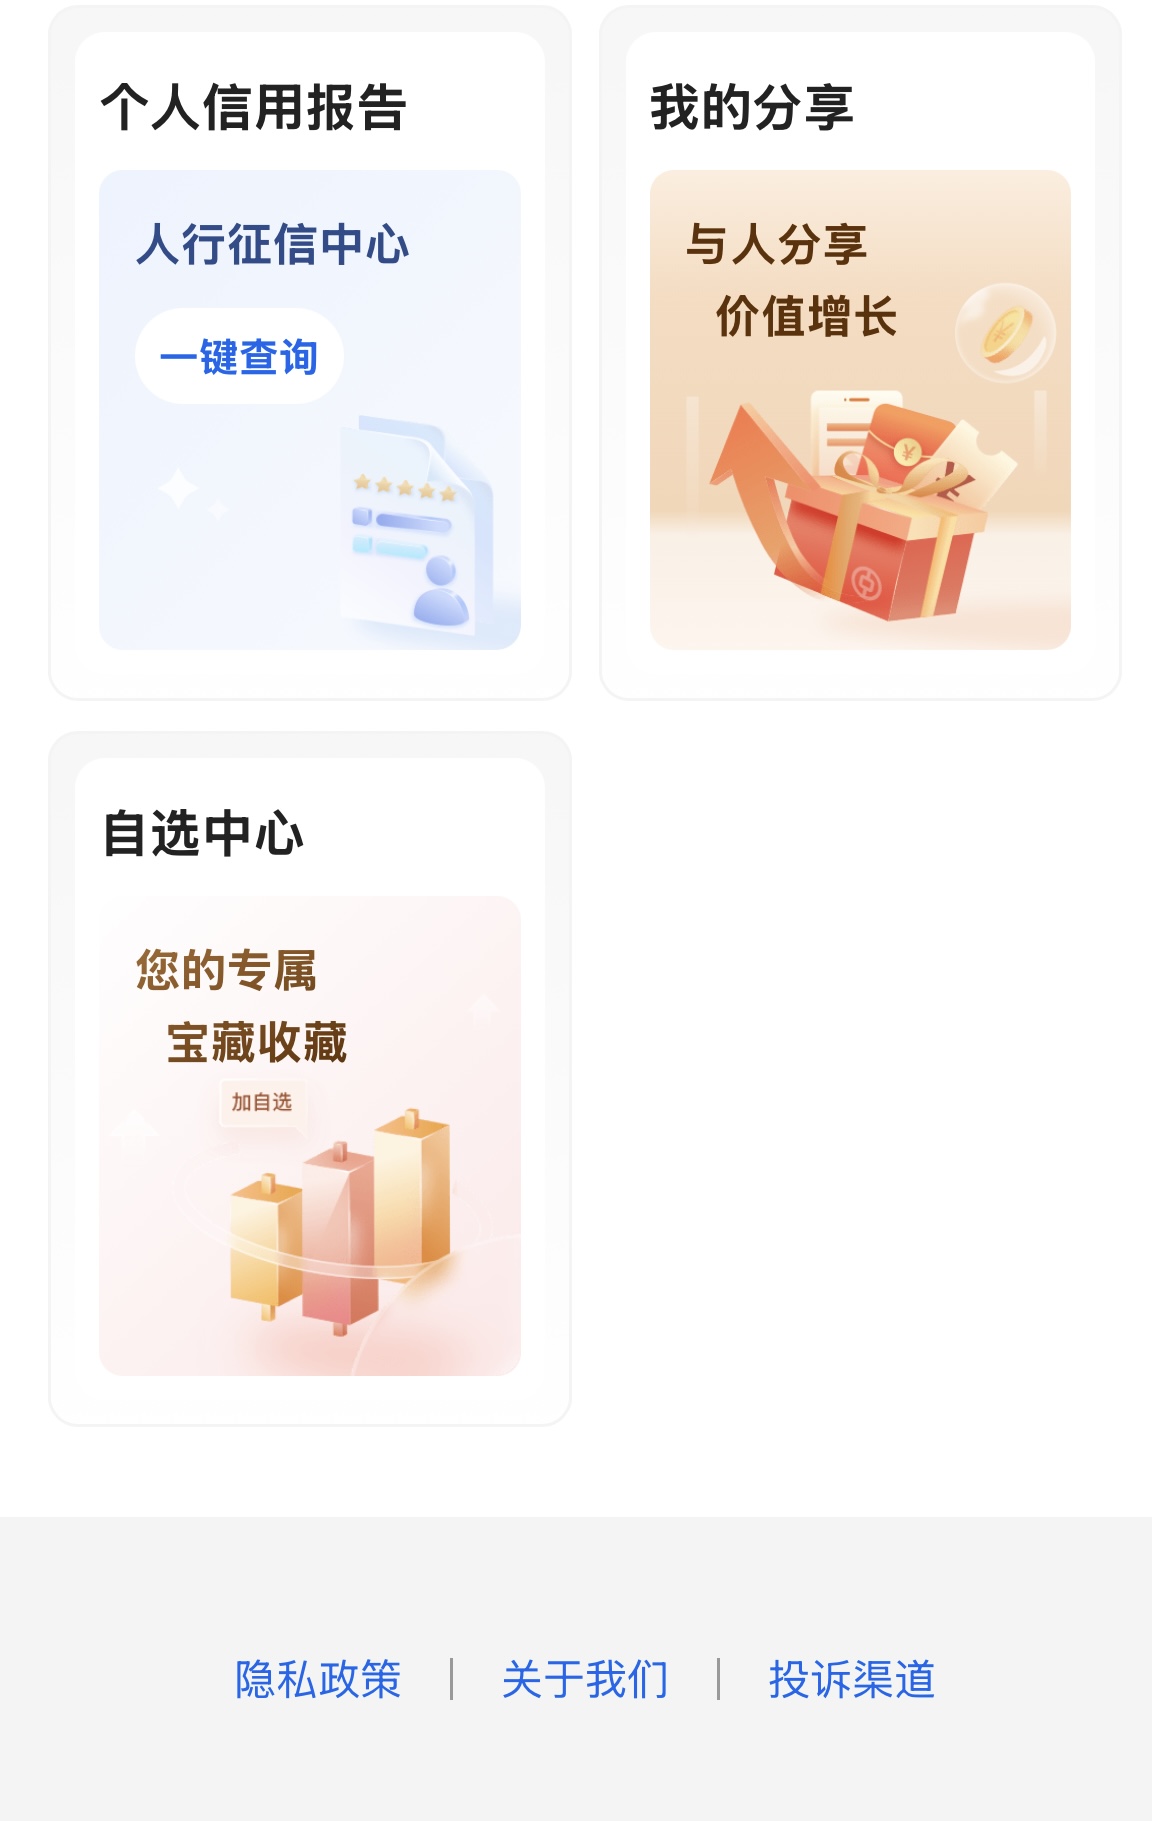 个人信用报告
人行征信中心
一键查询
我的分享
与人分享
价值增长
自选中心
您的专属
宝藏收藏
加自选
隐私政策
关于我们
投诉渠道